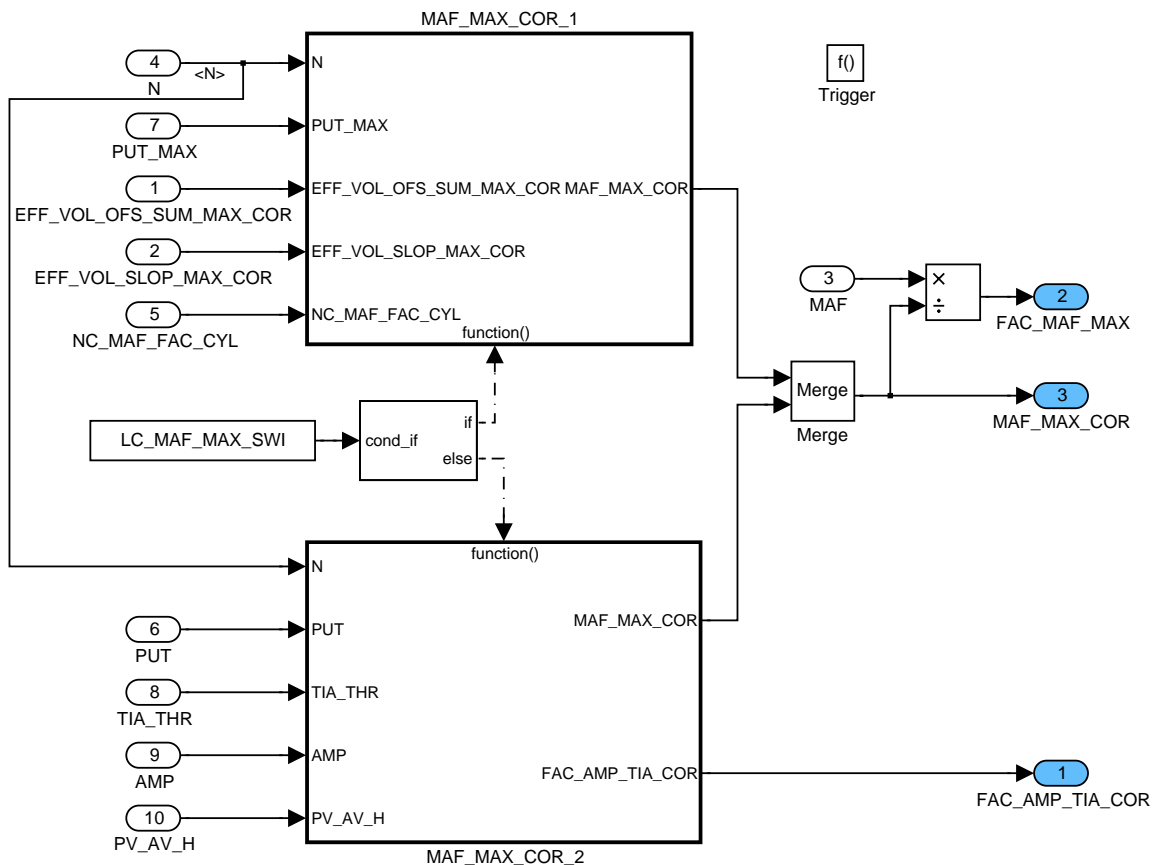 MAF_MAX_COR_1
4
<N>
N
N
f()
Trigger
7
PUT_MAX
PUT_MAX
1
EFF_VOL_OFS_SUM_MAX_COR
EFF_VOL_OFS_SUM_MAX_COR
MAF_MAX_COR
2
EFF_VOL_SLOP_MAX_COR
EFF_VOL_SLOP_MAX_COR
5
NC_MAF_FAC_CYL
NC_MAF_FAC_CYL
function()
3
MAF
×
÷
2
FAC_MAF_MAX
Merge
Merge
3
MAF_MAX_COR
LC_MAF_MAX_SWI
cond_if
if
else
function()
N
6
PUT
PUT
MAF_MAX_COR
8
TIA_THR
TIA_THR
9
AMP
AMP
FAC_AMP_TIA_COR
1
FAC_AMP_TIA_COR
10
PV_AV_H
PV_AV_H
MAF_MAX_COR_2